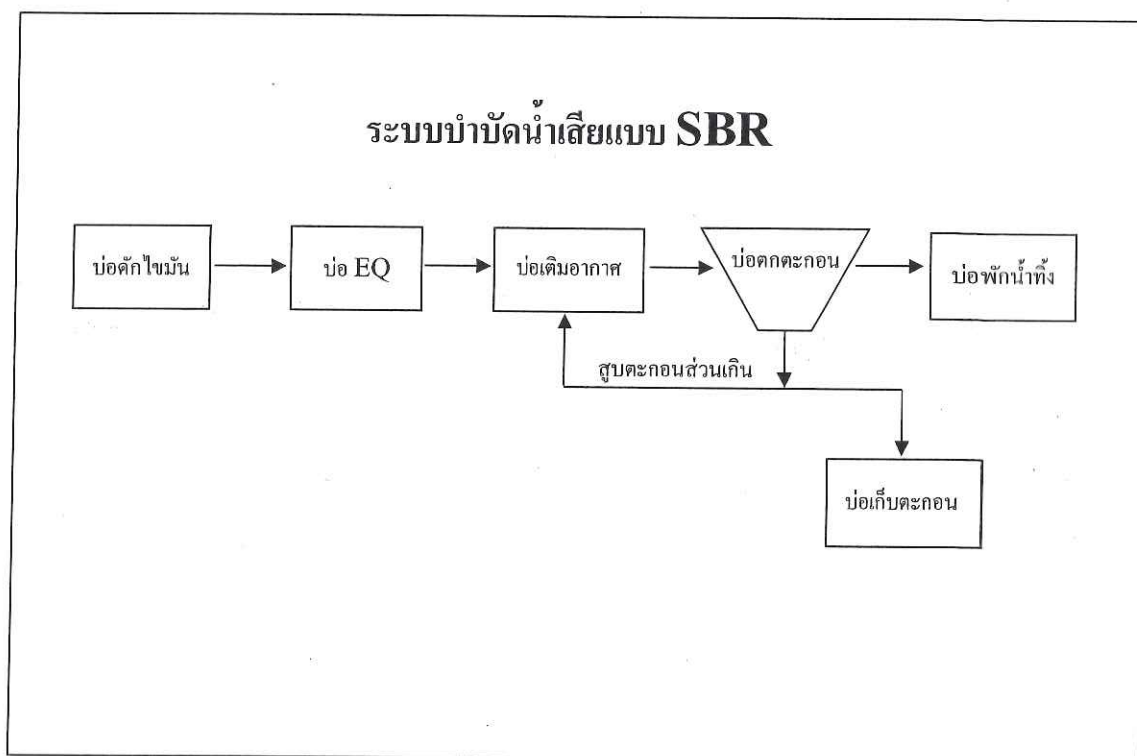 ระบบบำบัดน้ำเสียแบบ SBR
บ่อดักไขมัน
บ่อ EQ
บ่อเติมอากาศ
บ่อตกตะกอน
บ่อพักน้ำทิ้ง
สูบตะกอนส่วนเกิน
บ่อเก็บตะกอน